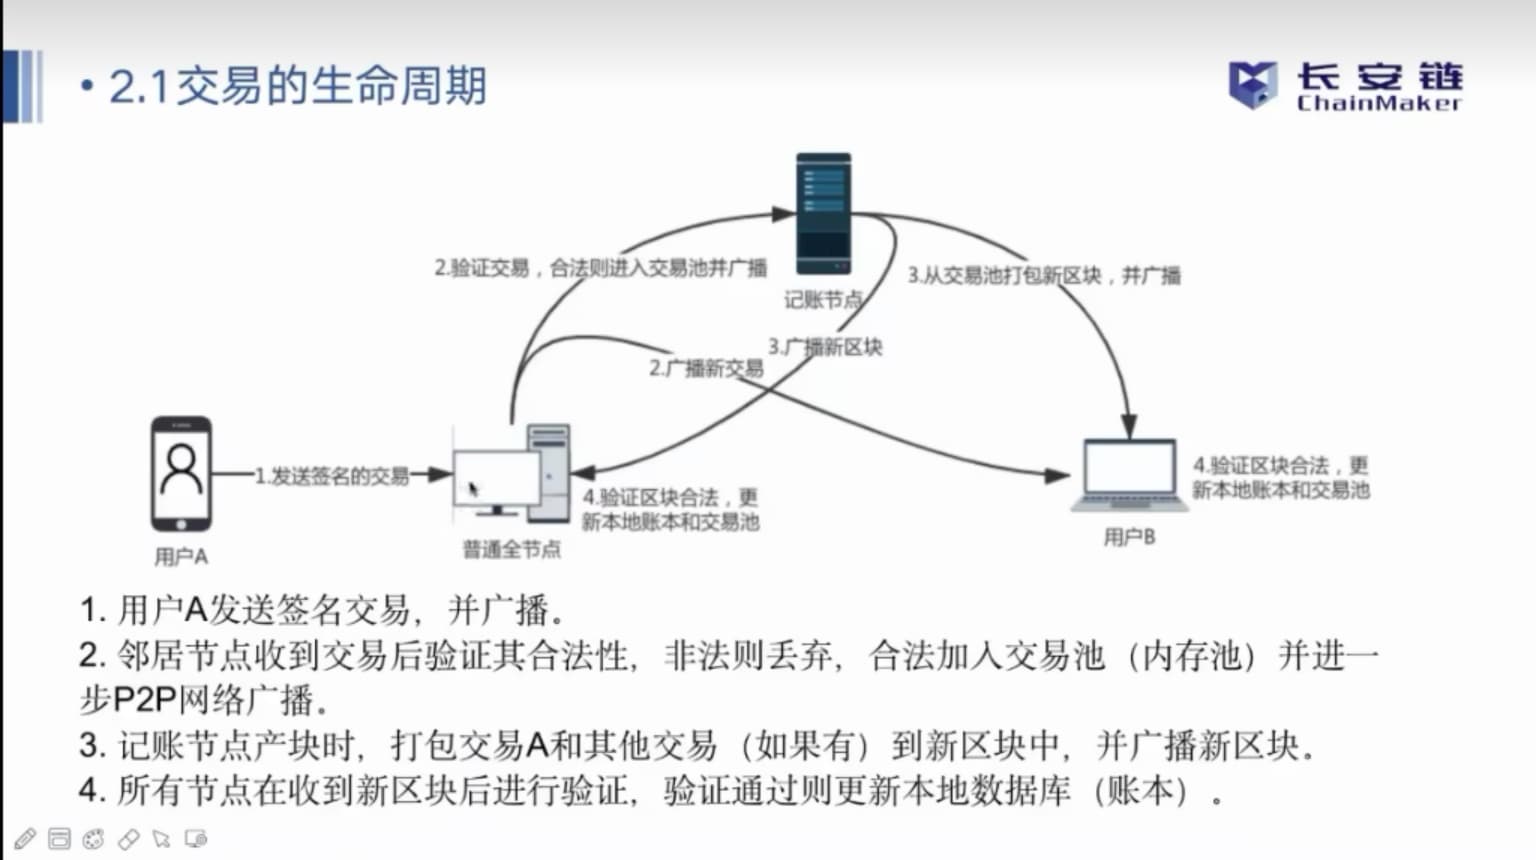 • 2.1交易的生命周期
长安链
ChainMaker
2.验证交易，合法则进入交易池并广播
记账节点
3.从交易池打包新区块，并广播
3.广播新区块
2.广播新交易
1.发送签名的交易
4.验证区块合法，更
新本地账本和交易池
4.验证区块合法，更
新本地账本和交易池
用户A
普通全节点
用户B
1. 用户A发送签名交易，并广播。
2. 邻居节点收到交易后验证其合法性，非法则丢弃，合法加入交易池（内存池）并进一
步P2P网络广播。
3. 记账节点产块时，打包交易A和其他交易（如果有）到新区块中，并广播新区块。
4. 所有节点在收到新区块后进行验证，验证通过则更新本地数据库（账本）。